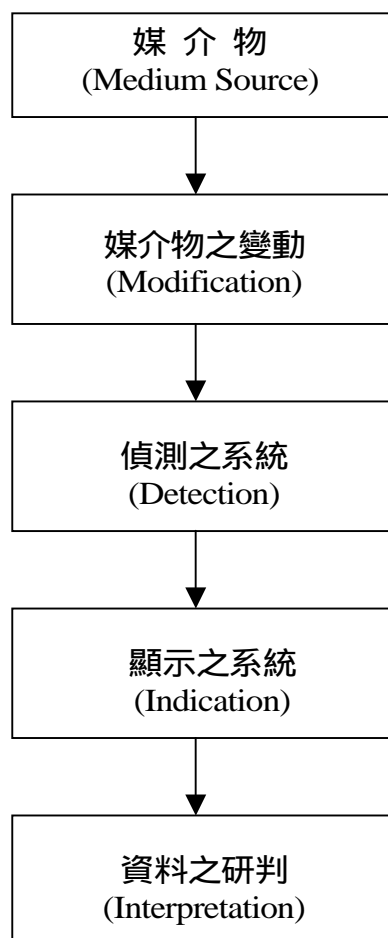 媒 介 物
(Medium Source)
媒介物之變動
(Modification)
偵測之系統
(Detection)
顯示之系統
(Indication)
資料之研判
(Interpretation)